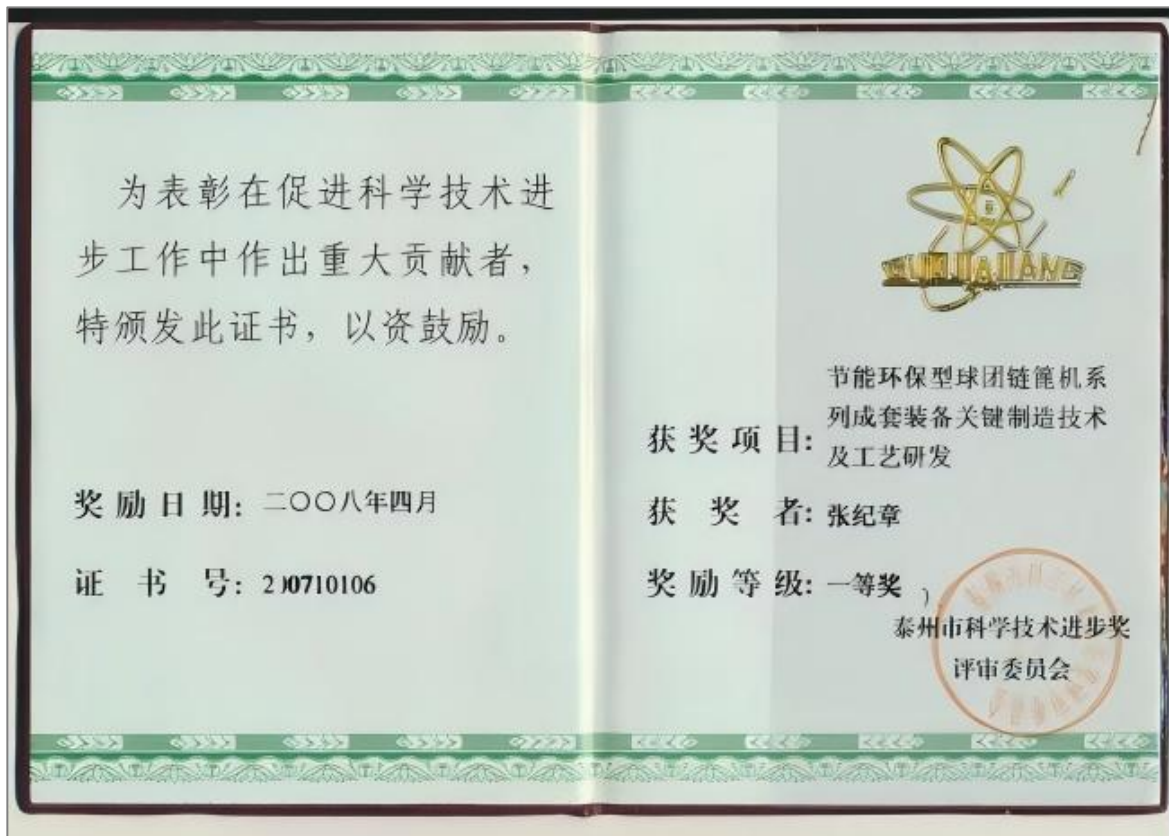 为表彰在促进科学技术进
步工作中作出重大贡献者，
特颁发此证书，以资鼓励。
奖励日期：二〇〇八年四月
证书号：2)0710106
获奖项目：节能环保型球团链篦机系
列成套装备关键制造技术
及工艺研发
获奖者：张纪章
奖励等级：一等奖
泰州市科学技术进步奖
评审委员会